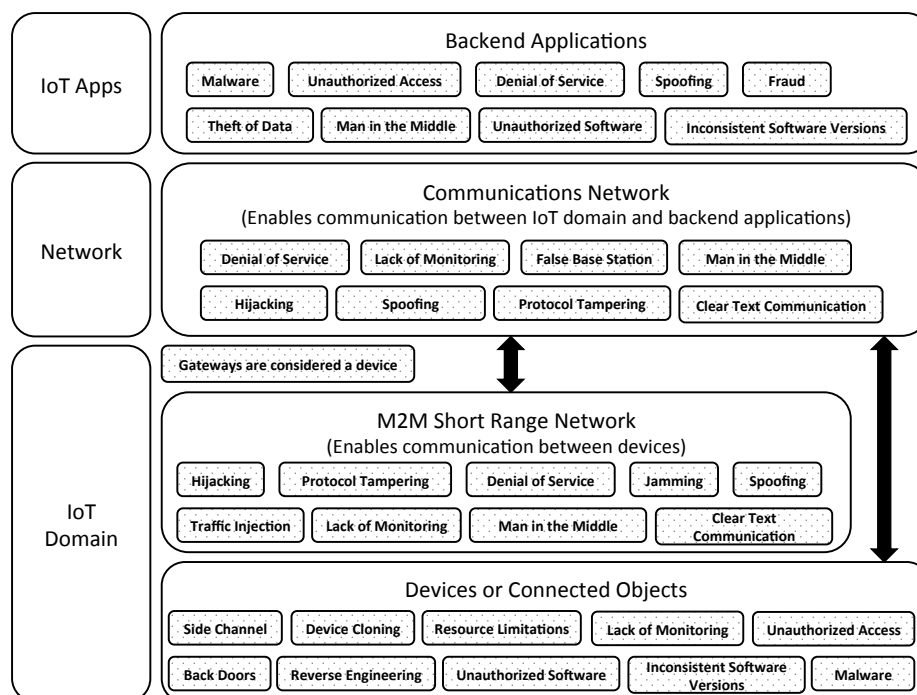 IoT Apps
Backend Applications
Malware
Unauthorized Access
Denial of Service
Spoofing
Fraud
Theft of Data
Man in the Middle
Unauthorized Software
Inconsistent Software Versions
Network
Communications Network
(Enables communication between IoT domain and backend applications)
Denial of Service
Lack of Monitoring
False Base Station
Man in the Middle
Hijacking
Spoofing
Protocol Tampering
Clear Text Communication
IoT
Domain
Gateways are considered a device
M2M Short Range Network
(Enables communication between devices)
Hijacking
Protocol Tampering
Denial of Service
Jamming
Spoofing
Traffic Injection
Lack of Monitoring
Man in the Middle
Clear Text
Communication
Devices or Connected Objects
Side Channel
Device Cloning
Resource Limitations
Lack of Monitoring
Unauthorized Access
Back Doors
Reverse Engineering
Unauthorized Software
Inconsistent Software
Versions
Malware